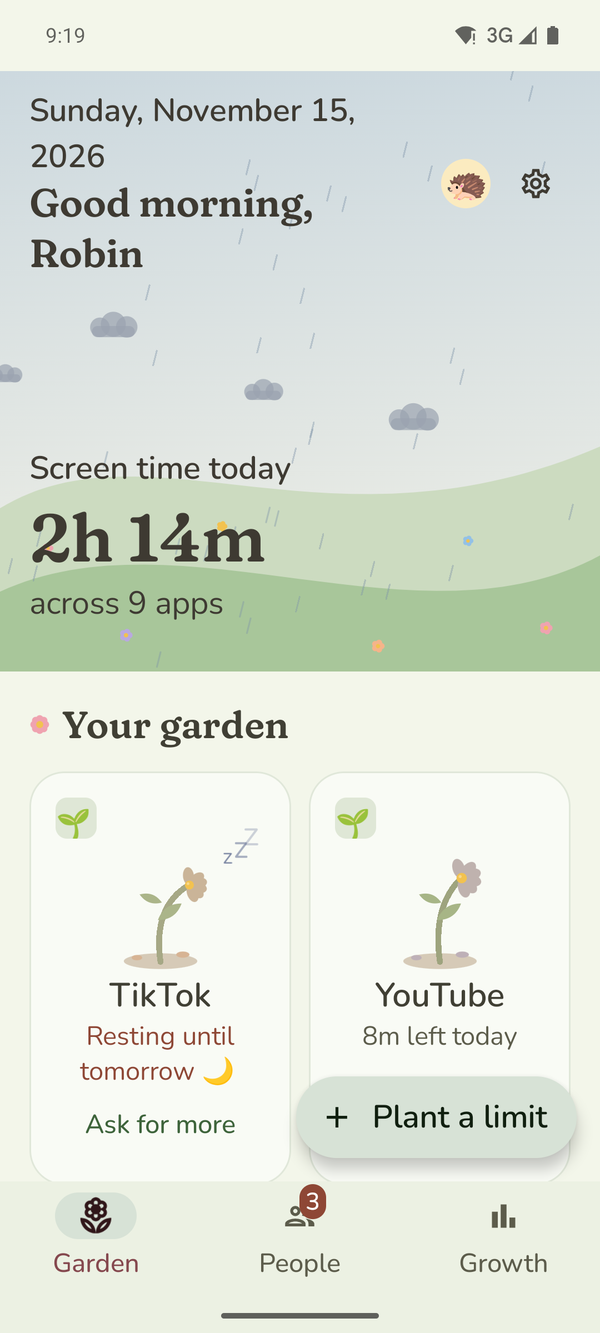 9:19
3G
Sunday, November 15,
2026
Good morning,
Robin
Screen time today
2h 14m
across 9 apps
Your garden
z z z
TikTok
Resting until
tomorrow 🌙
Ask for more
YouTube
8m left today
+ Plant a limit
Garden
3
People
Growth